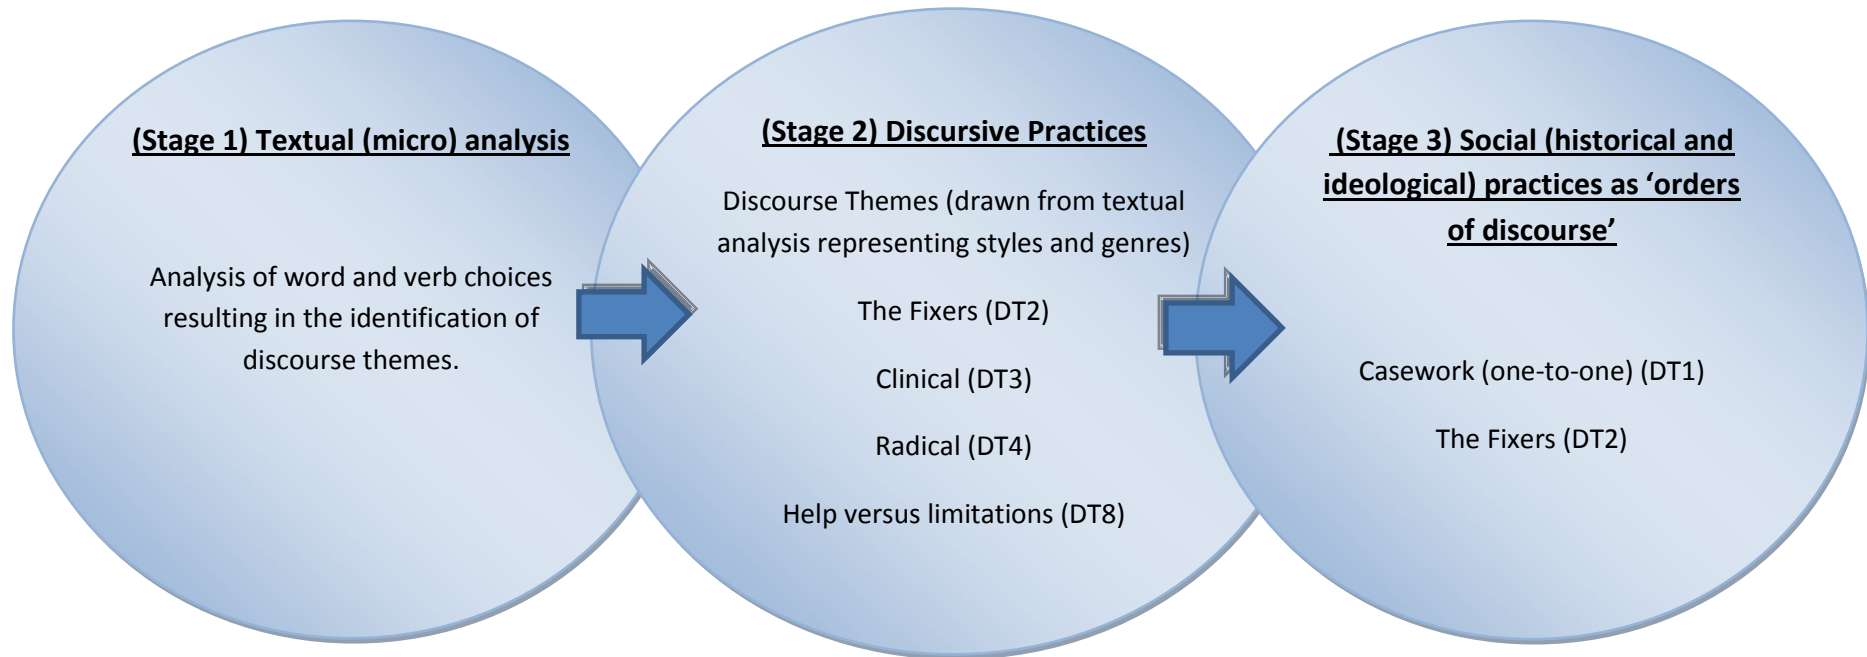 (Stage 1) Textual (micro) analysis
Analysis of word and verb choices
resulting in the identification of
discourse themes.
(Stage 2) Discursive Practices
Discourse Themes (drawn from textual
analysis representing styles and genres)
The Fixers (DT2)
Clinical (DT3)
Radical (DT4)
Help versus limitations (DT8)
(Stage 3) Social (historical and
ideological) practices as ‘orders
of discourse’
Casework (one-to-one) (DT1)
The Fixers (DT2)